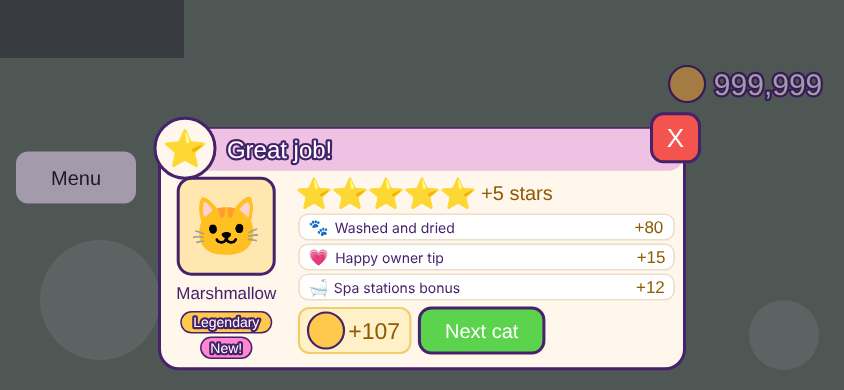 999,999
Great job!
X
Menu
+5 stars
Washed and dried +80
Happy owner tip +15
Spa stations bonus +12
Marshmallow
Legendary
New!
+107
Next cat